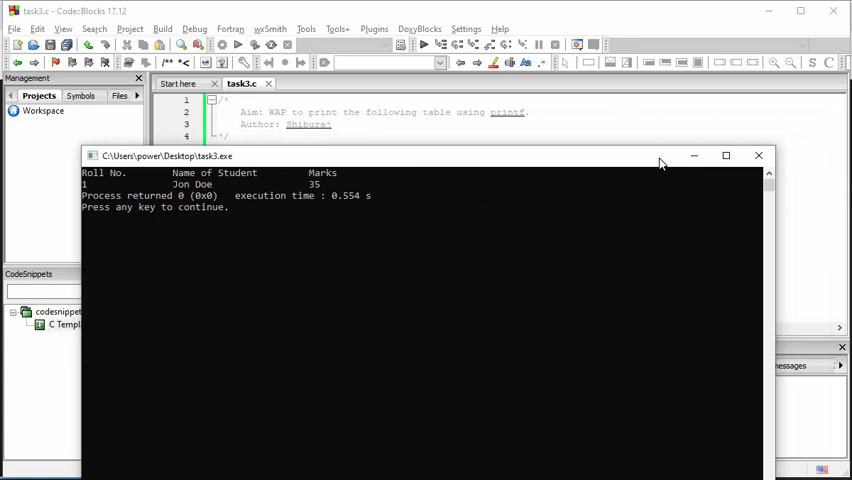 task3.c - Code::Blocks 17.12
File Edit View Search Project Build Debug Fortran wxSmith Tools Tools+ Plugins DoxyBlocks Settings Help
/** *<
S C
Management
Projects Symbols Files
Workspace
Start here task3.c
1 /*
2 Aim: WAP to print the following table using printf.
3 Author: Shiburaj
4 */
C:\Users\power\Desktop\task3.exe
Roll No. Name of Student Marks
1 Jon Doe 35
Process returned 0 (0x0) execution time : 0.554 s
Press any key to continue.
CodeSnippets
codesnippet
C Templ
messages